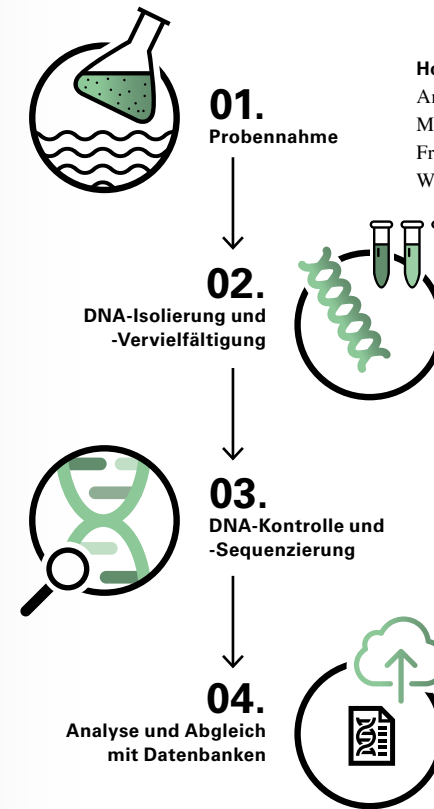 01.
Probennahme
02.
DNA-Isolierung und
-Vervielfältigung
03.
DNA-Kontrolle und
-Sequenzierung
04.
Analyse und Abgleich
mit Datenbanken